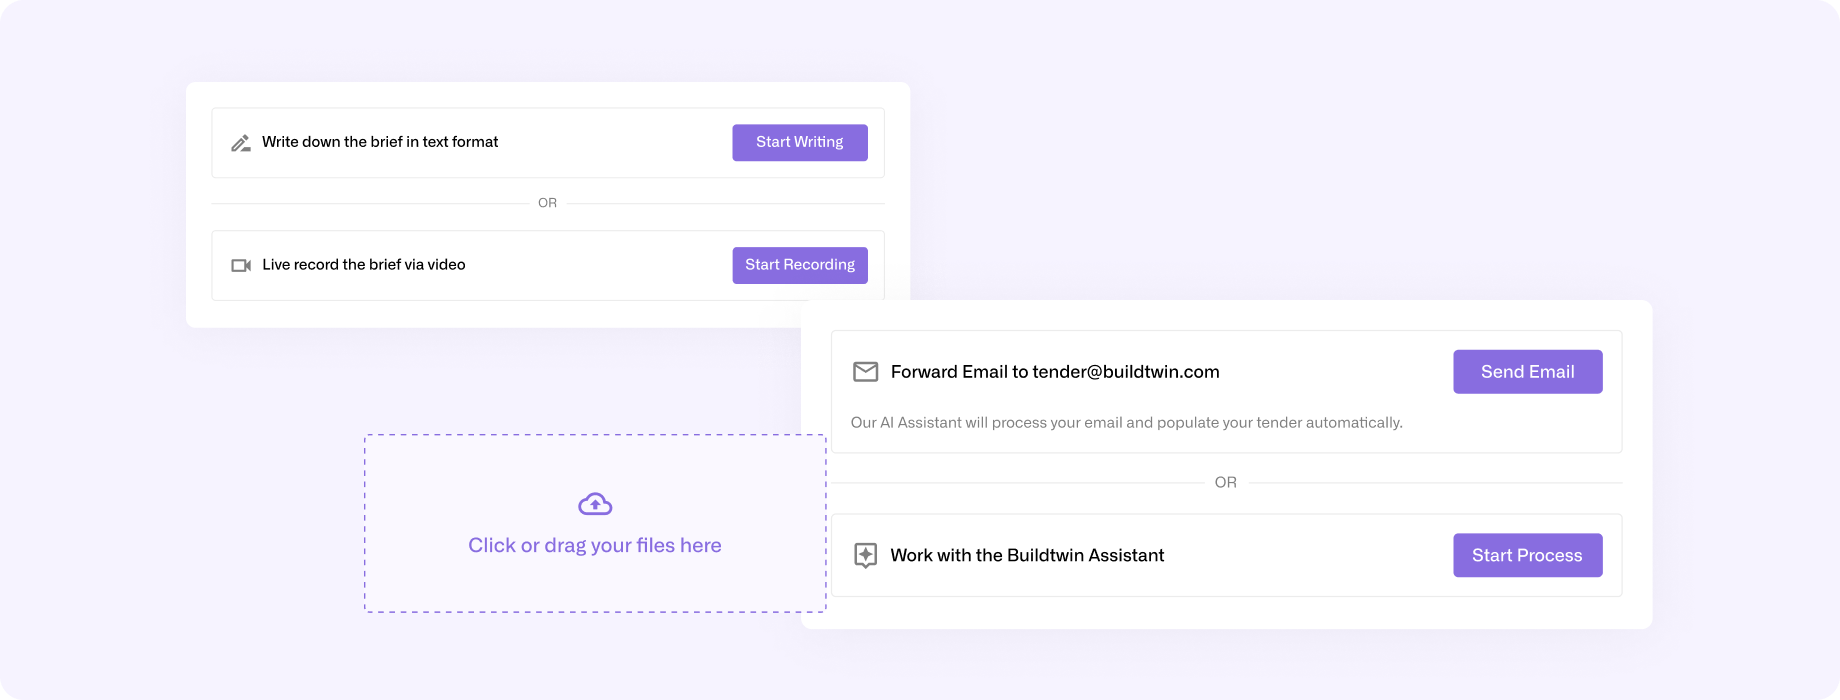 Write down the brief in text format
Start Writing
OR
Live record the brief via video
Start Recording
Forward Email to tender@buildtwin.com
Send Email
Our AI Assistant will process your email and populate your tender automatically.
OR
Work with the Buildtwin Assistant
Start Process
Click or drag your files here